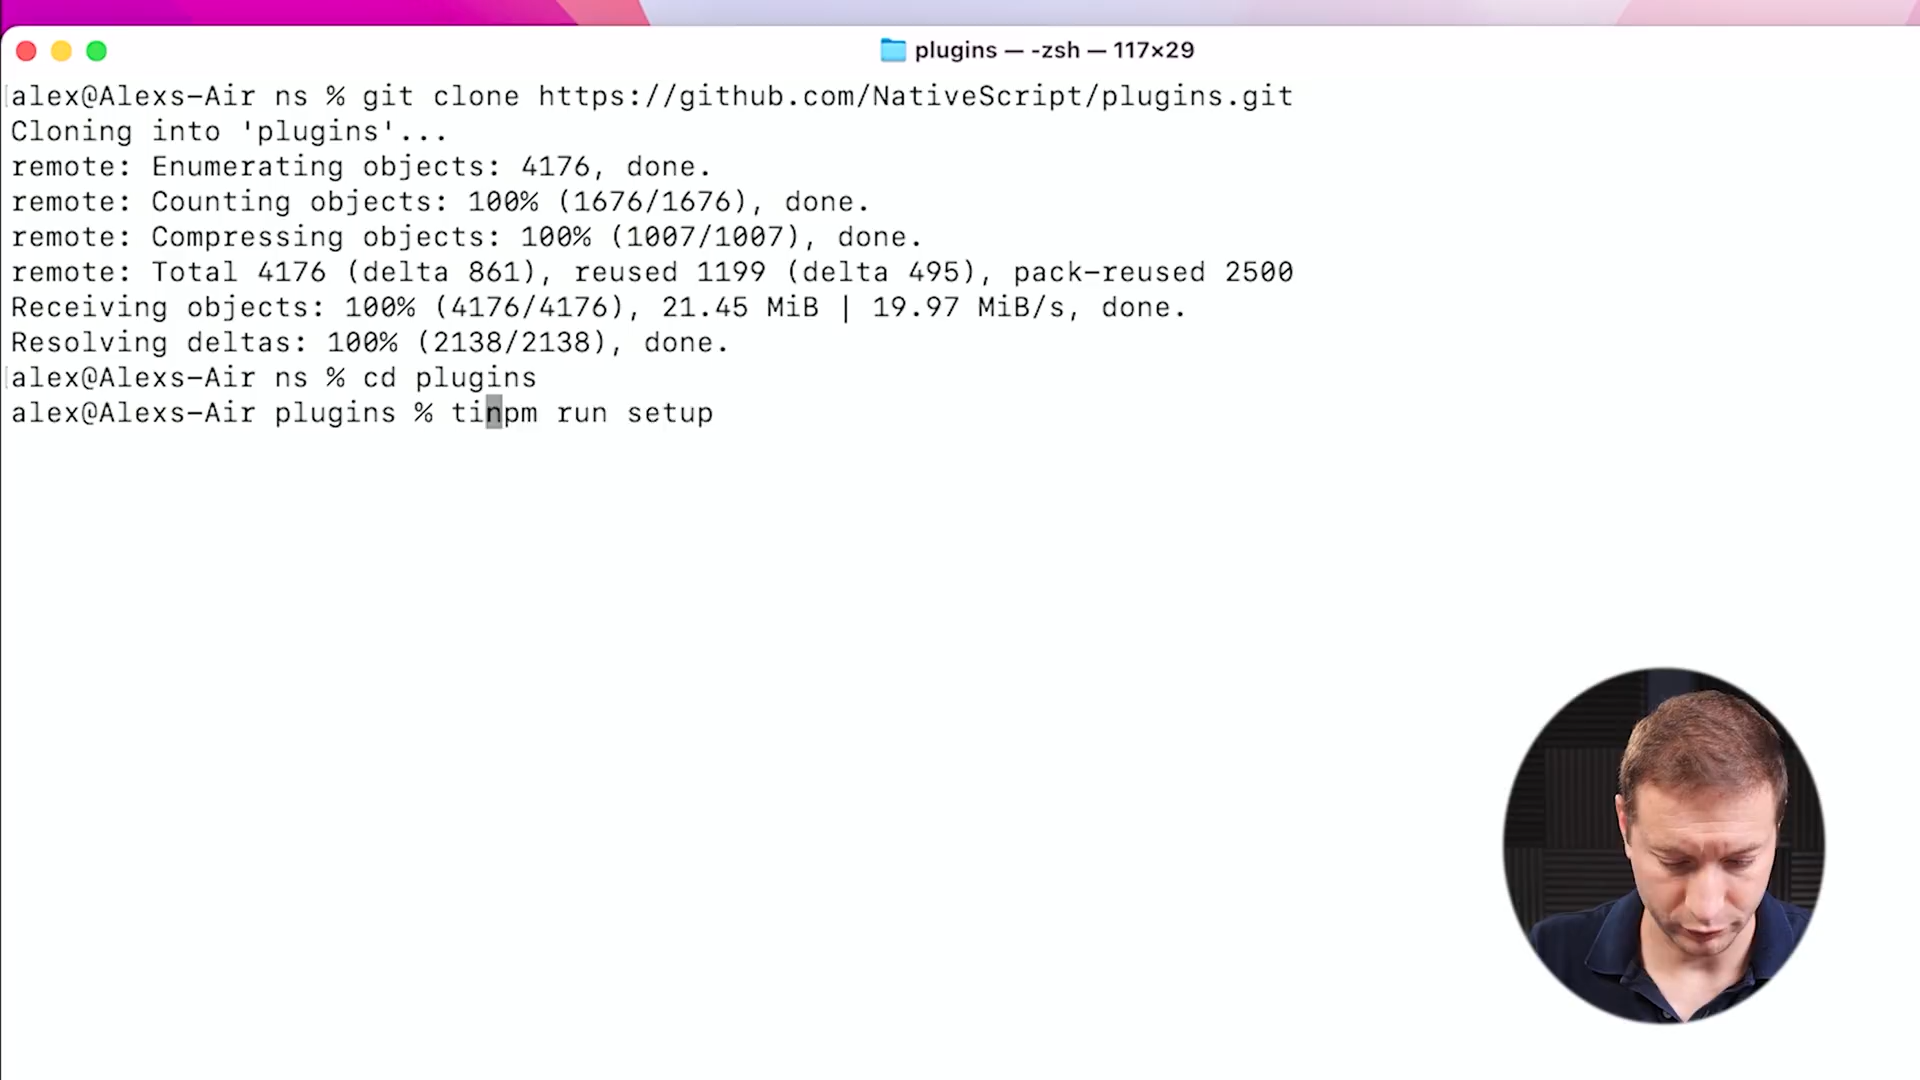 plugins — -zsh — 117×29
alex@Alexs-Air ns % git clone https://github.com/NativeScript/plugins.git
Cloning into 'plugins'...
remote: Enumerating objects: 4176, done.
remote: Counting objects: 100% (1676/1676), done.
remote: Compressing objects: 100% (1007/1007), done.
remote: Total 4176 (delta 861), reused 1199 (delta 495), pack-reused 2500
Receiving objects: 100% (4176/4176), 21.45 MiB | 19.97 MiB/s, done.
Resolving deltas: 100% (2138/2138), done.
alex@Alexs-Air ns % cd plugins
alex@Alexs-Air plugins % tinpm run setup